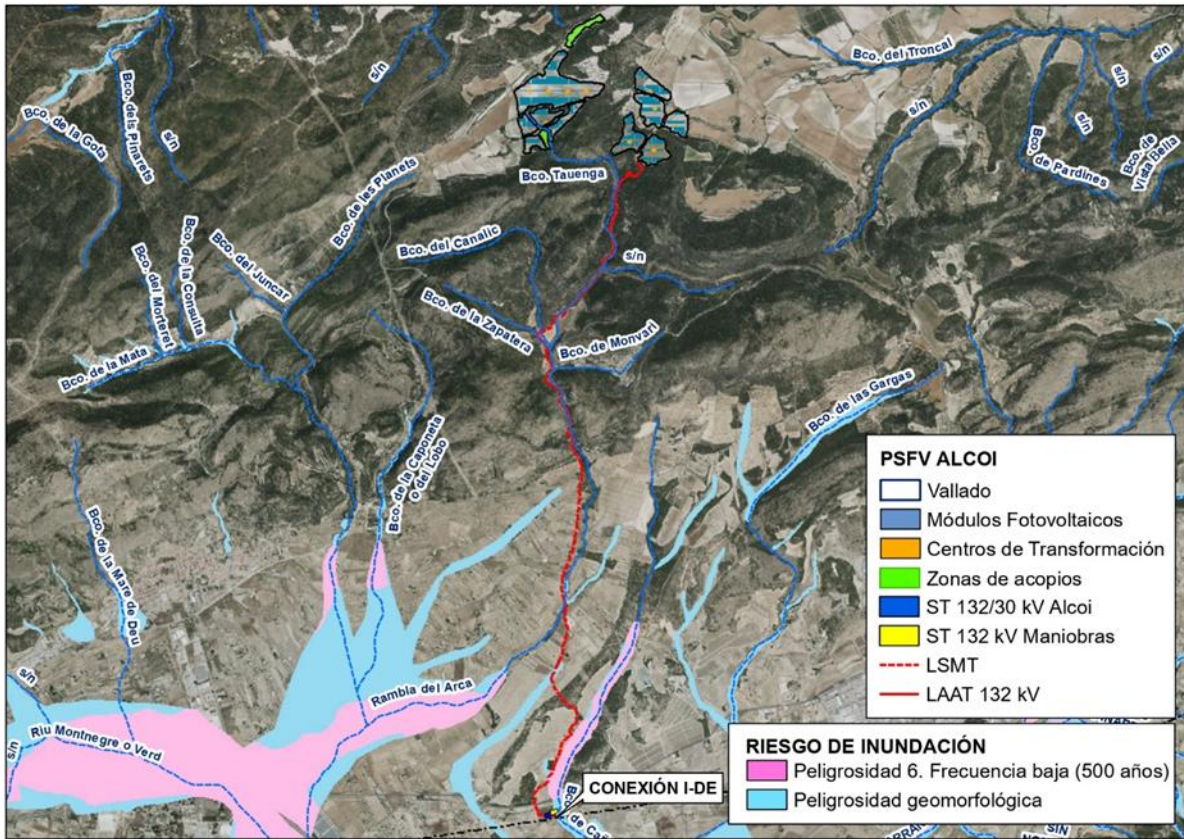 Bco. del Troncal
s/n
s/n
Bco. dels Pinarets
Bco. de la Gota
s/n
s/n
s/n
Bco. de Pardines
Bco. de
Vista Bella
Bco. Tauenga
Bco. de les Planets
Bco. del Canalic
s/n
Bco. del Juncar
Bco. de la Consulta
Bco. del Morteret
Bco. de la Mata
Bco. de la Zapatera
Bco. de Monvari
Bco. de las Gargas
Bco. de la Caponeta
o del Lobo
Bco. de la Mare de Deu
s/n
Riu Montnegre o Verd
s/n
Rambla del Arca
CONEXIÓN I-DE
PSFV ALCOI
Vallado
Módulos Fotovoltaicos
Centros de Transformación
Zonas de acopios
ST 132/30 kV Alcoi
ST 132 kV Maniobras
LSMT
LAAT 132 kV
RIESGO DE INUNDACIÓN
Peligrosidad 6. Frecuencia baja (500 años)
Peligrosidad geomorfológica